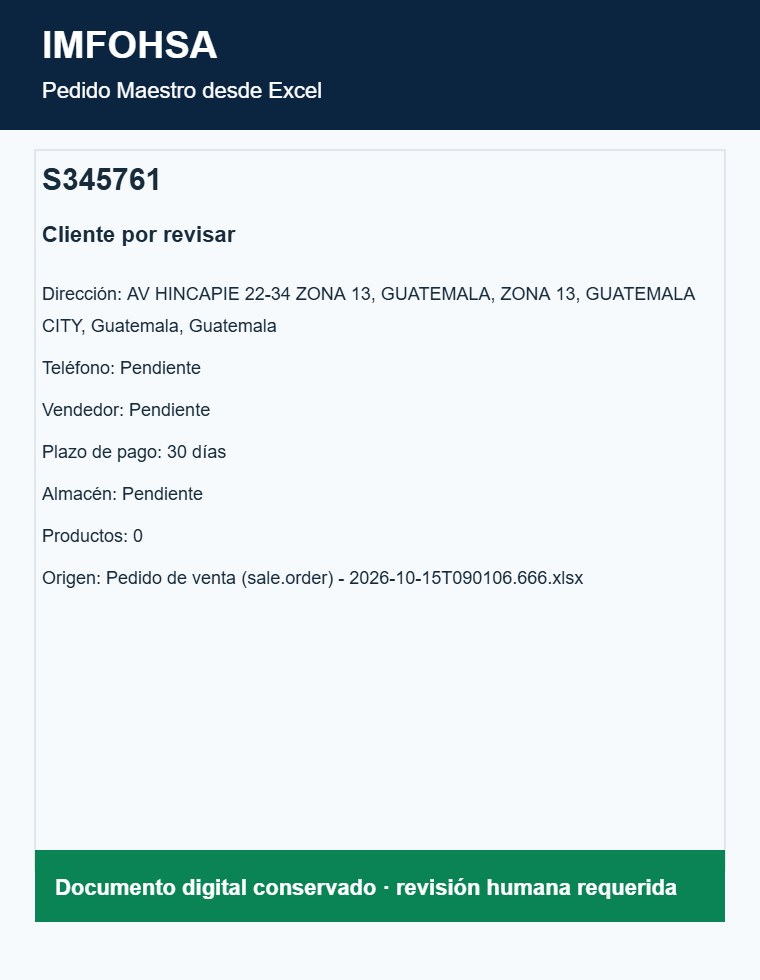 IMFOHSA
Pedido Maestro desde Excel
S345761
Cliente por revisar
Dirección: AV HINCAPIE 22-34 ZONA 13, GUATEMALA, ZONA 13, GUATEMALA
CITY, Guatemala, Guatemala
Teléfono: Pendiente
Vendedor: Pendiente
Plazo de pago: 30 días
Almacén: Pendiente
Productos: 0
Origen: Pedido de venta (sale.order) - 2026-10-15T090106.666.xlsx
Documento digital conservado · revisión humana requerida